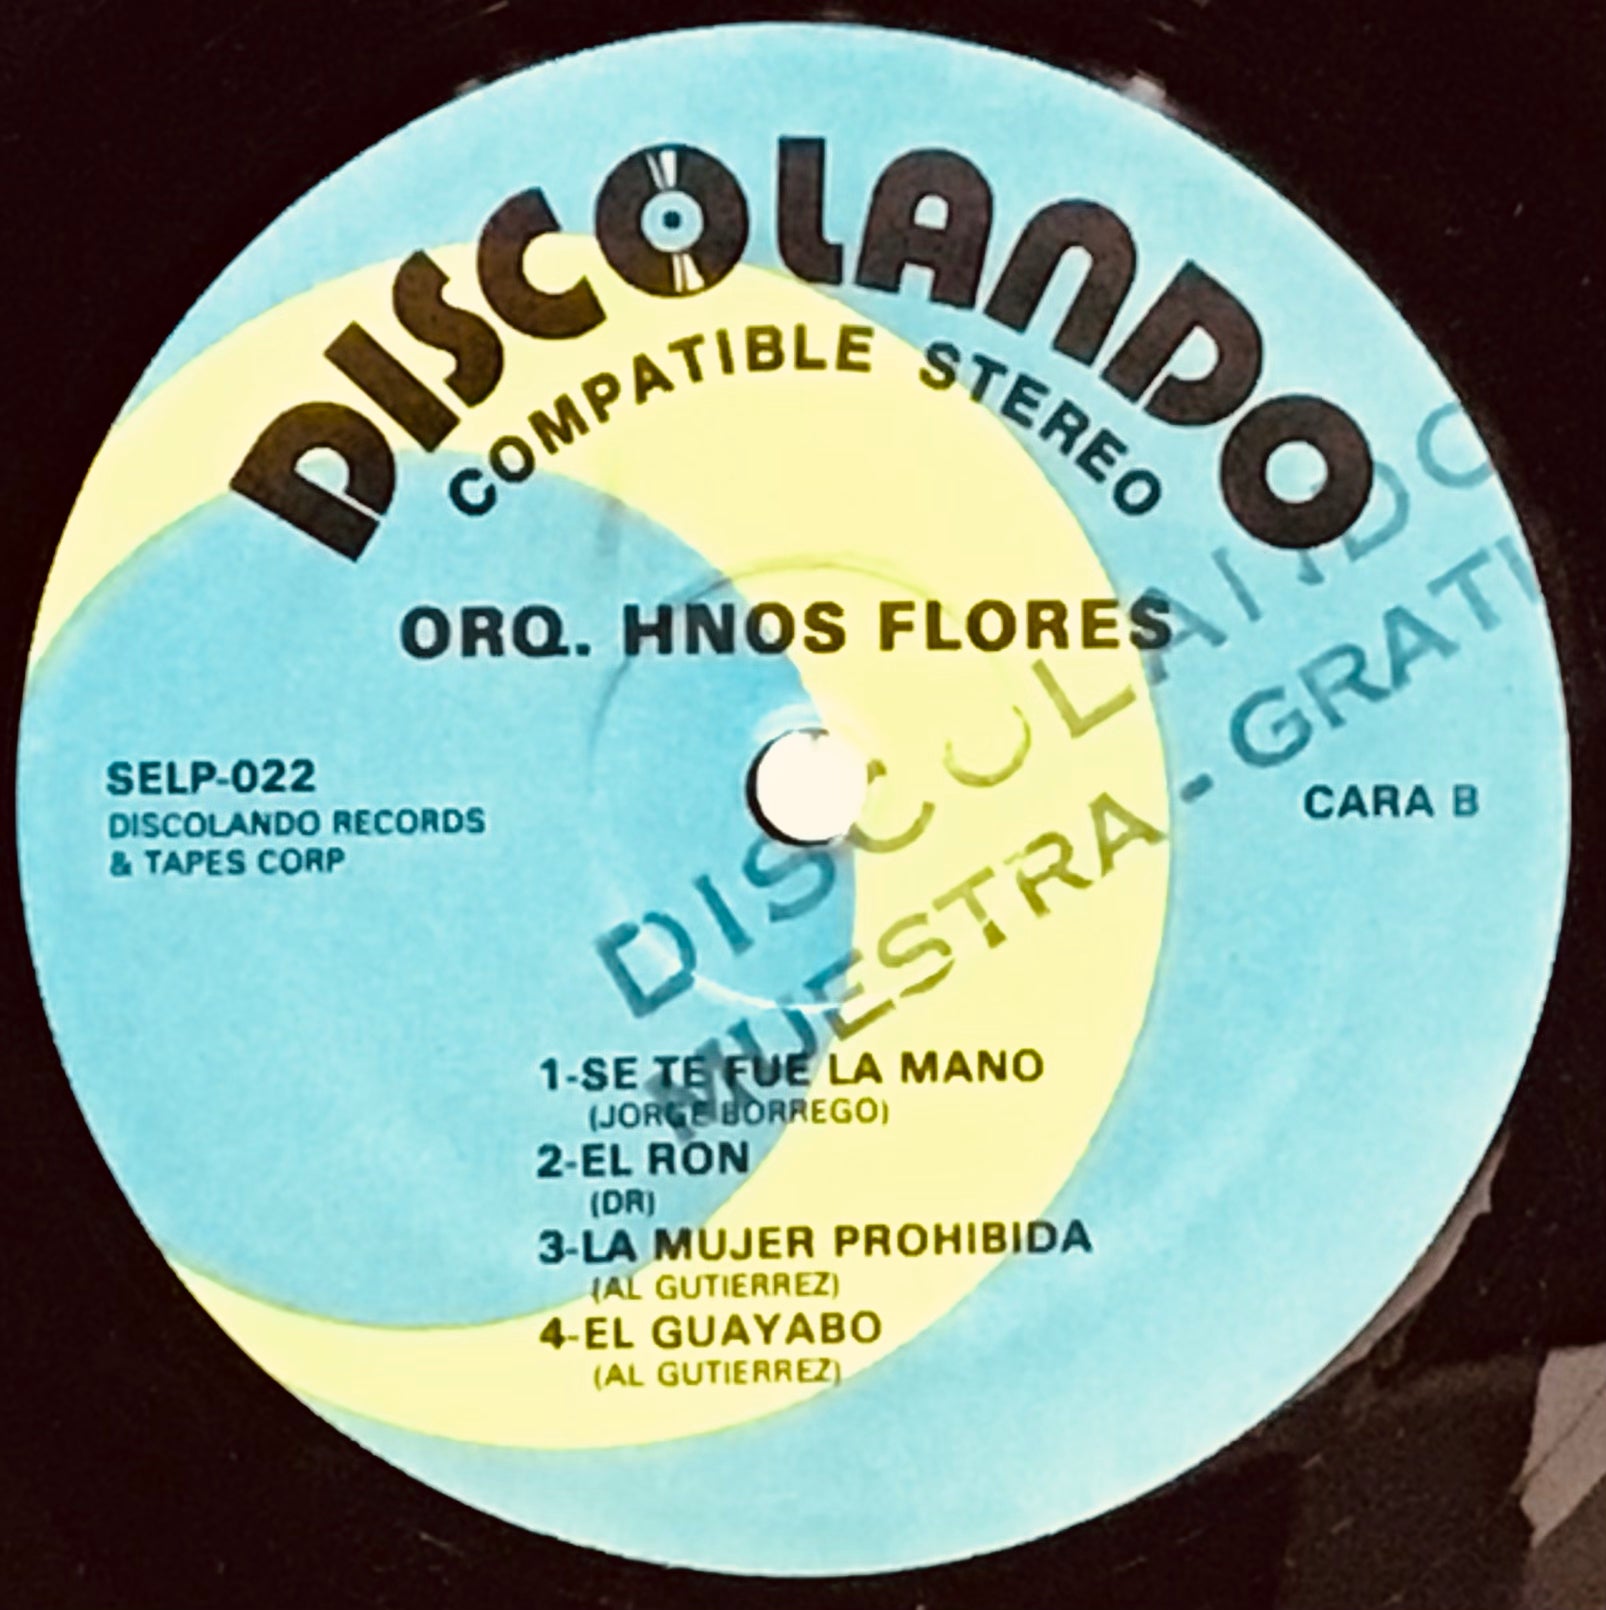 DISCOLANDO
COMPATIBLE STEREO
ORQ. HNOS FLORES
SELP-022
DISCOLANDO RECORDS
& TAPES CORP
CARA B
DISCOLANDO
MUESTRA - GRATI
1-SE TE FUE LA MANO
(JORGE BORREGO)
2-EL RON
(DR)
3-LA MUJER PROHIBIDA
(AL GUTIERREZ)
4-EL GUAYABO
(AL GUTIERREZ)